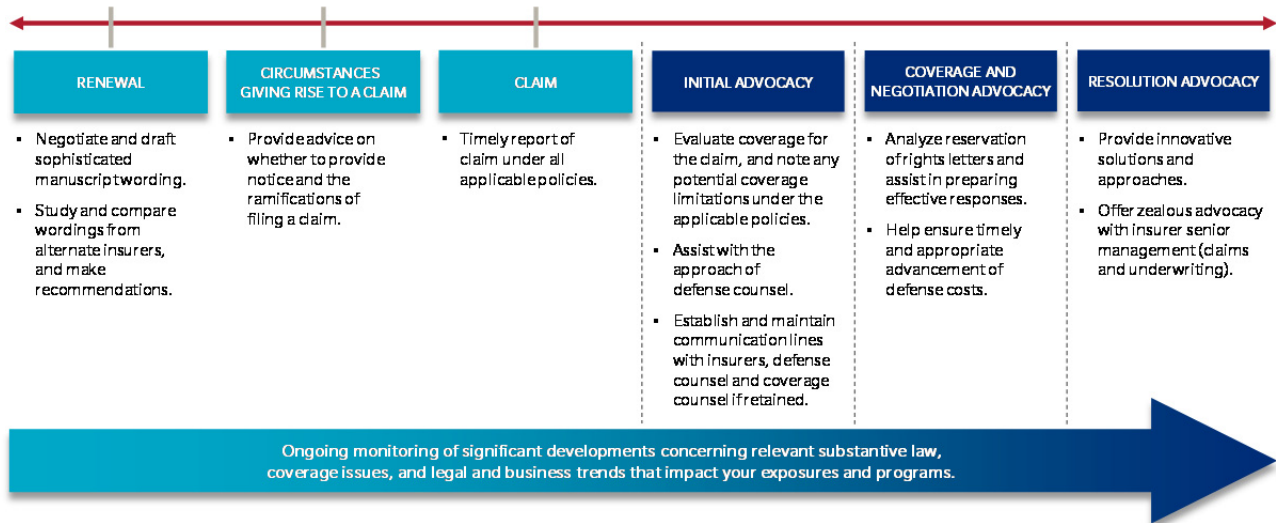 RENEWAL
▪ Negotiate and draft
sophisticated
manuscript wording.
▪ Study and compare
wordings from
alternate insurers,
and make
recommendations.
CIRCUMSTANCES
GIVING RISE TO A CLAIM
▪ Provide advice on
whether to provide
notice and the
ramifications of
filing a claim.
CLAIM
▪ Timely report of
claim under all
applicable policies.
INITIAL ADVOCACY
▪ Evaluate coverage for
the claim, and note any
potential coverage
limitations under the
applicable policies.
▪ Assist with the
approach of
defense counsel.
▪ Establish and maintain
communication lines
with insurers, defense
counsel and coverage
counsel if retained.
COVERAGE AND
NEGOTIATION ADVOCACY
▪ Analyze reservation
of rights letters and
assist in preparing
effective responses.
▪ Help ensure timely
and appropriate
advancement of
defense costs.
RESOLUTION ADVOCACY
▪ Provide innovative
solutions and
approaches.
▪ Offer zealous advocacy
with insurer senior
management (claims
and underwriting).
Ongoing monitoring of significant developments concerning relevant substantive law,
coverage issues, and legal and business trends that impact your exposures and programs.